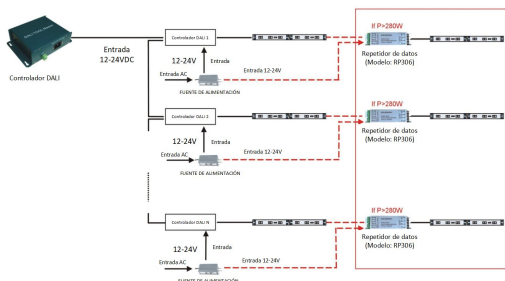 Controlador DALI
Entrada
12-24VDC
Controlador DALI 1
12-24V
Entrada
Entrada AC
Entrada 12-24V
FUENTE DE ALIMENTACIÓN
If P>280W
Repetidor de datos
(Modelo: RP306)
Controlador DALI 2
12-24V
Entrada
Entrada AC
Entrada 12-24V
FUENTE DE ALIMENTACIÓN
If P>280W
Repetidor de datos
(Modelo: RP306)
Controlador DALI N
12-24V
Entrada
Entrada AC
Entrada 12-24V
FUENTE DE ALIMENTACIÓN
If P>280W
Repetidor de datos
(Modelo: RP306)